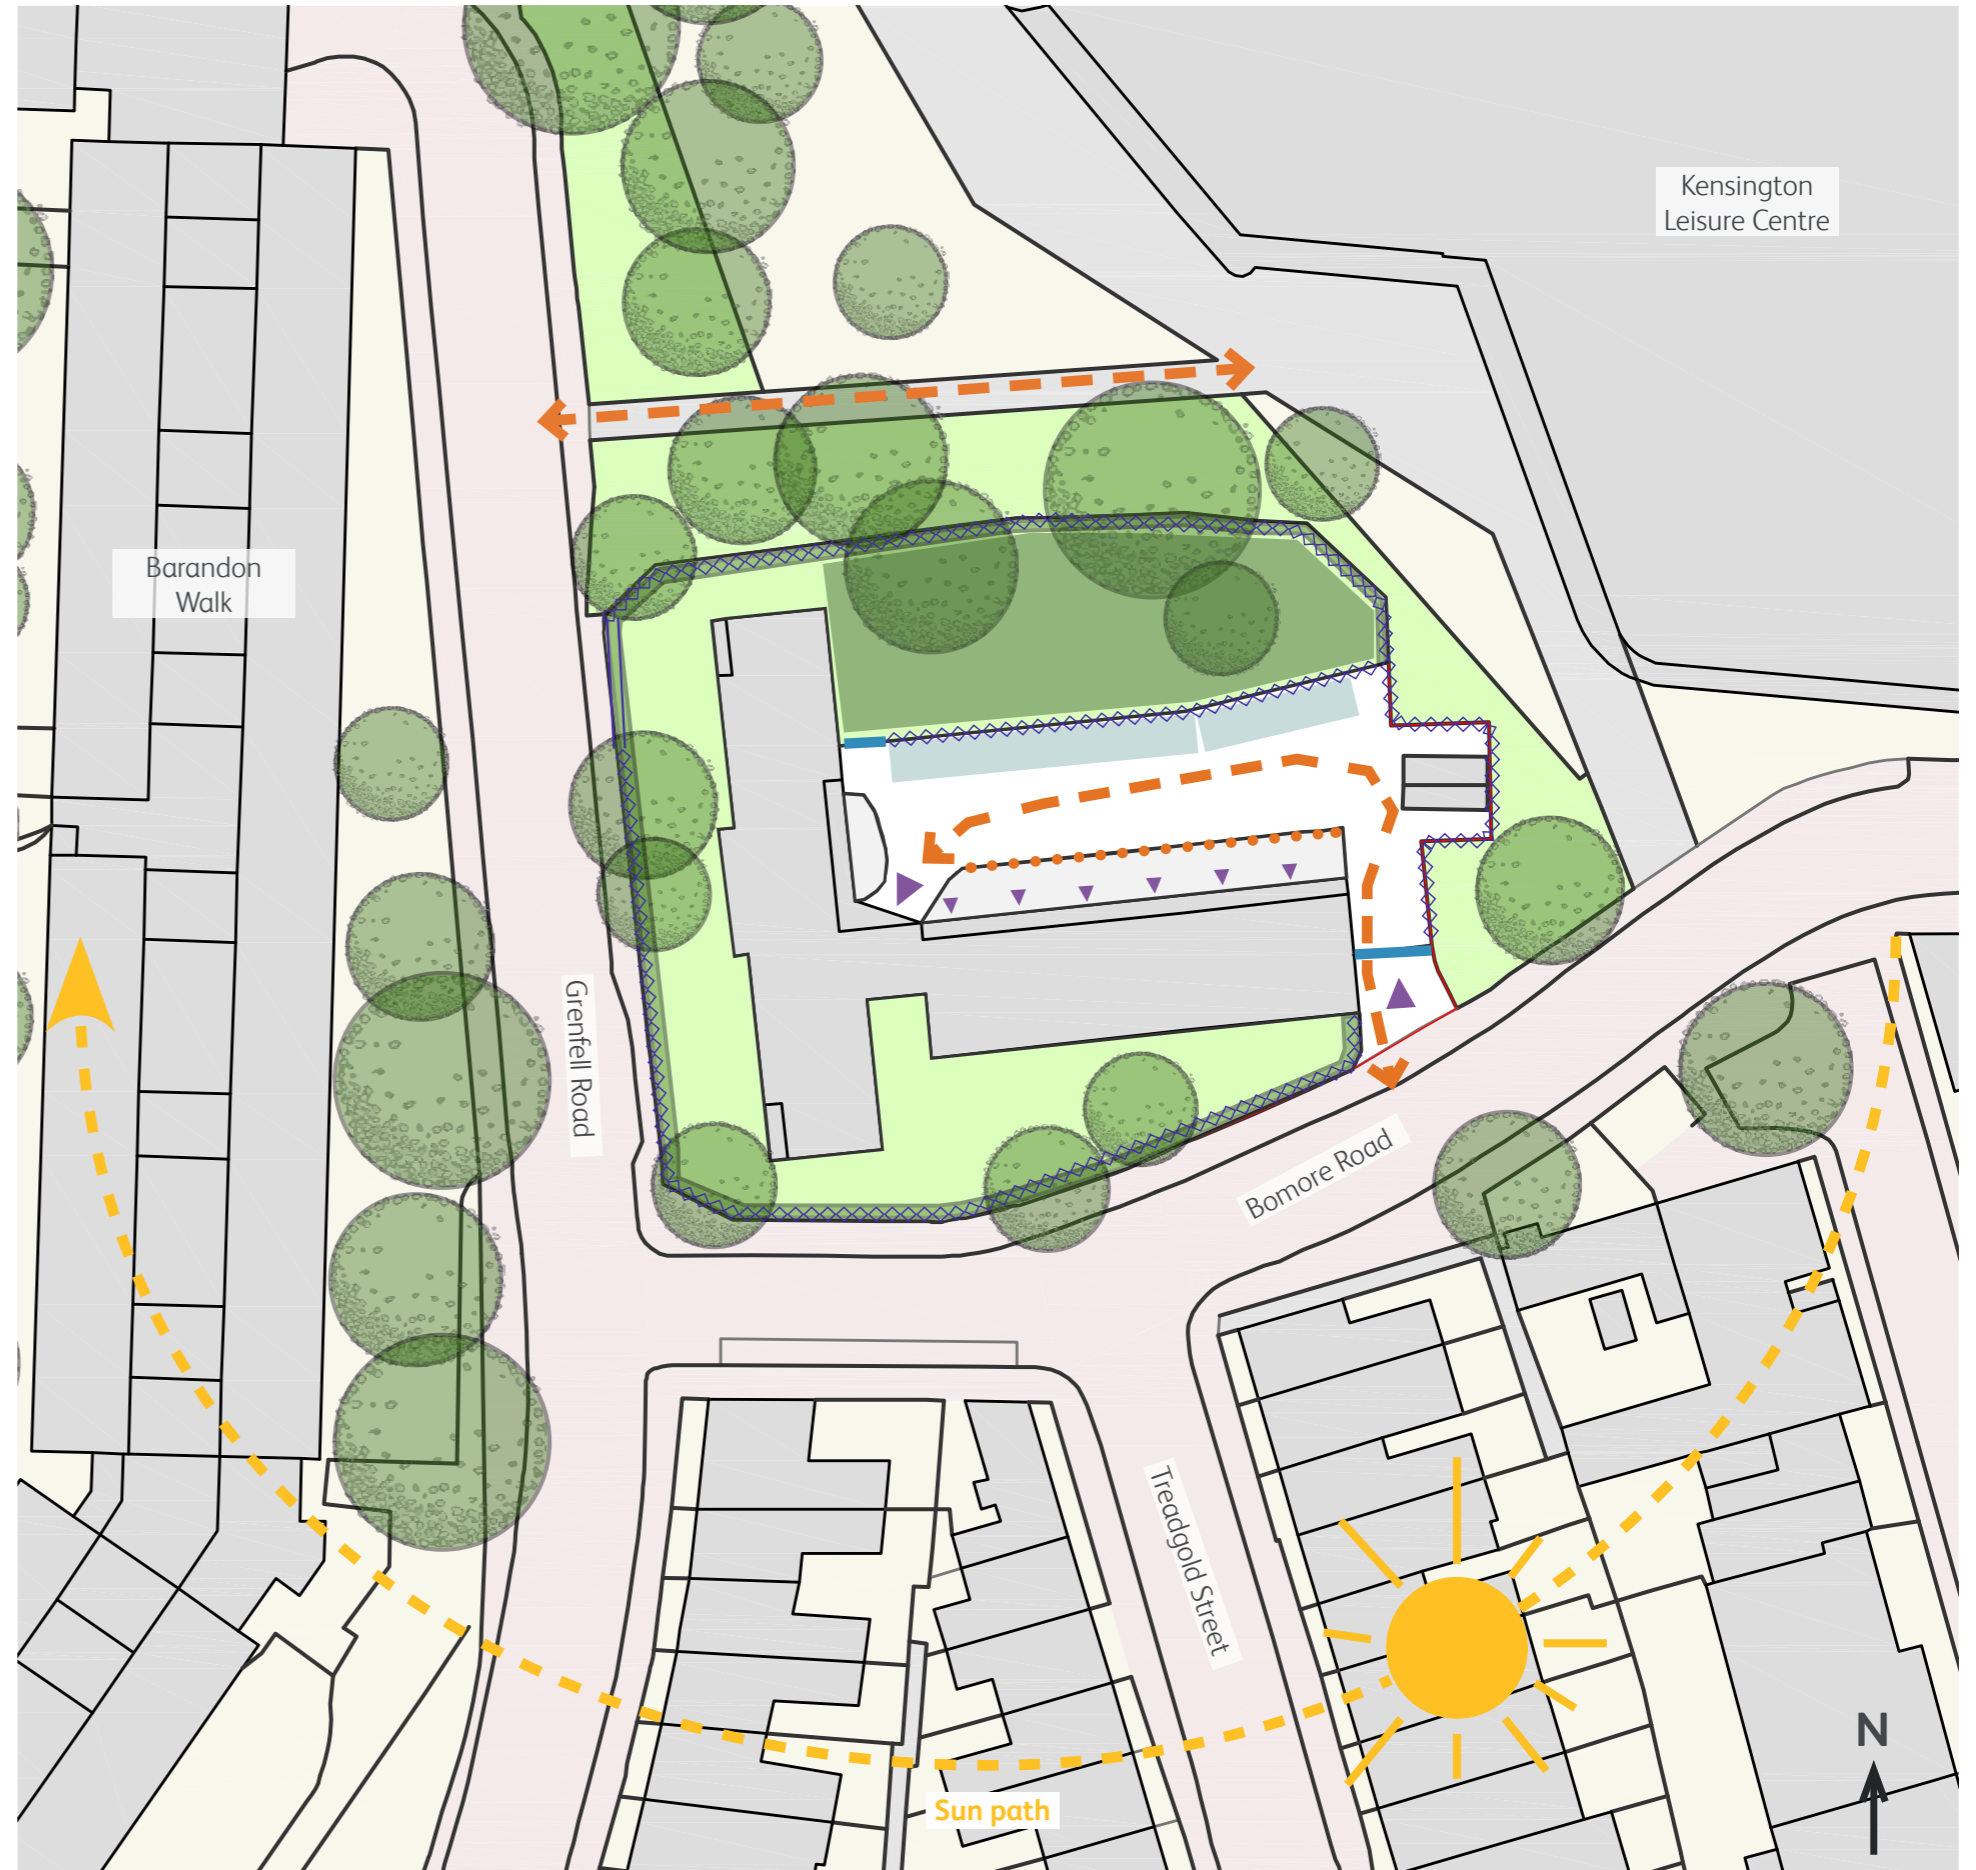 Kensington
Leisure Centre
Barandon
Walk
Grenfell Road
Bomore Road
Treadgold Street
N
Sun path